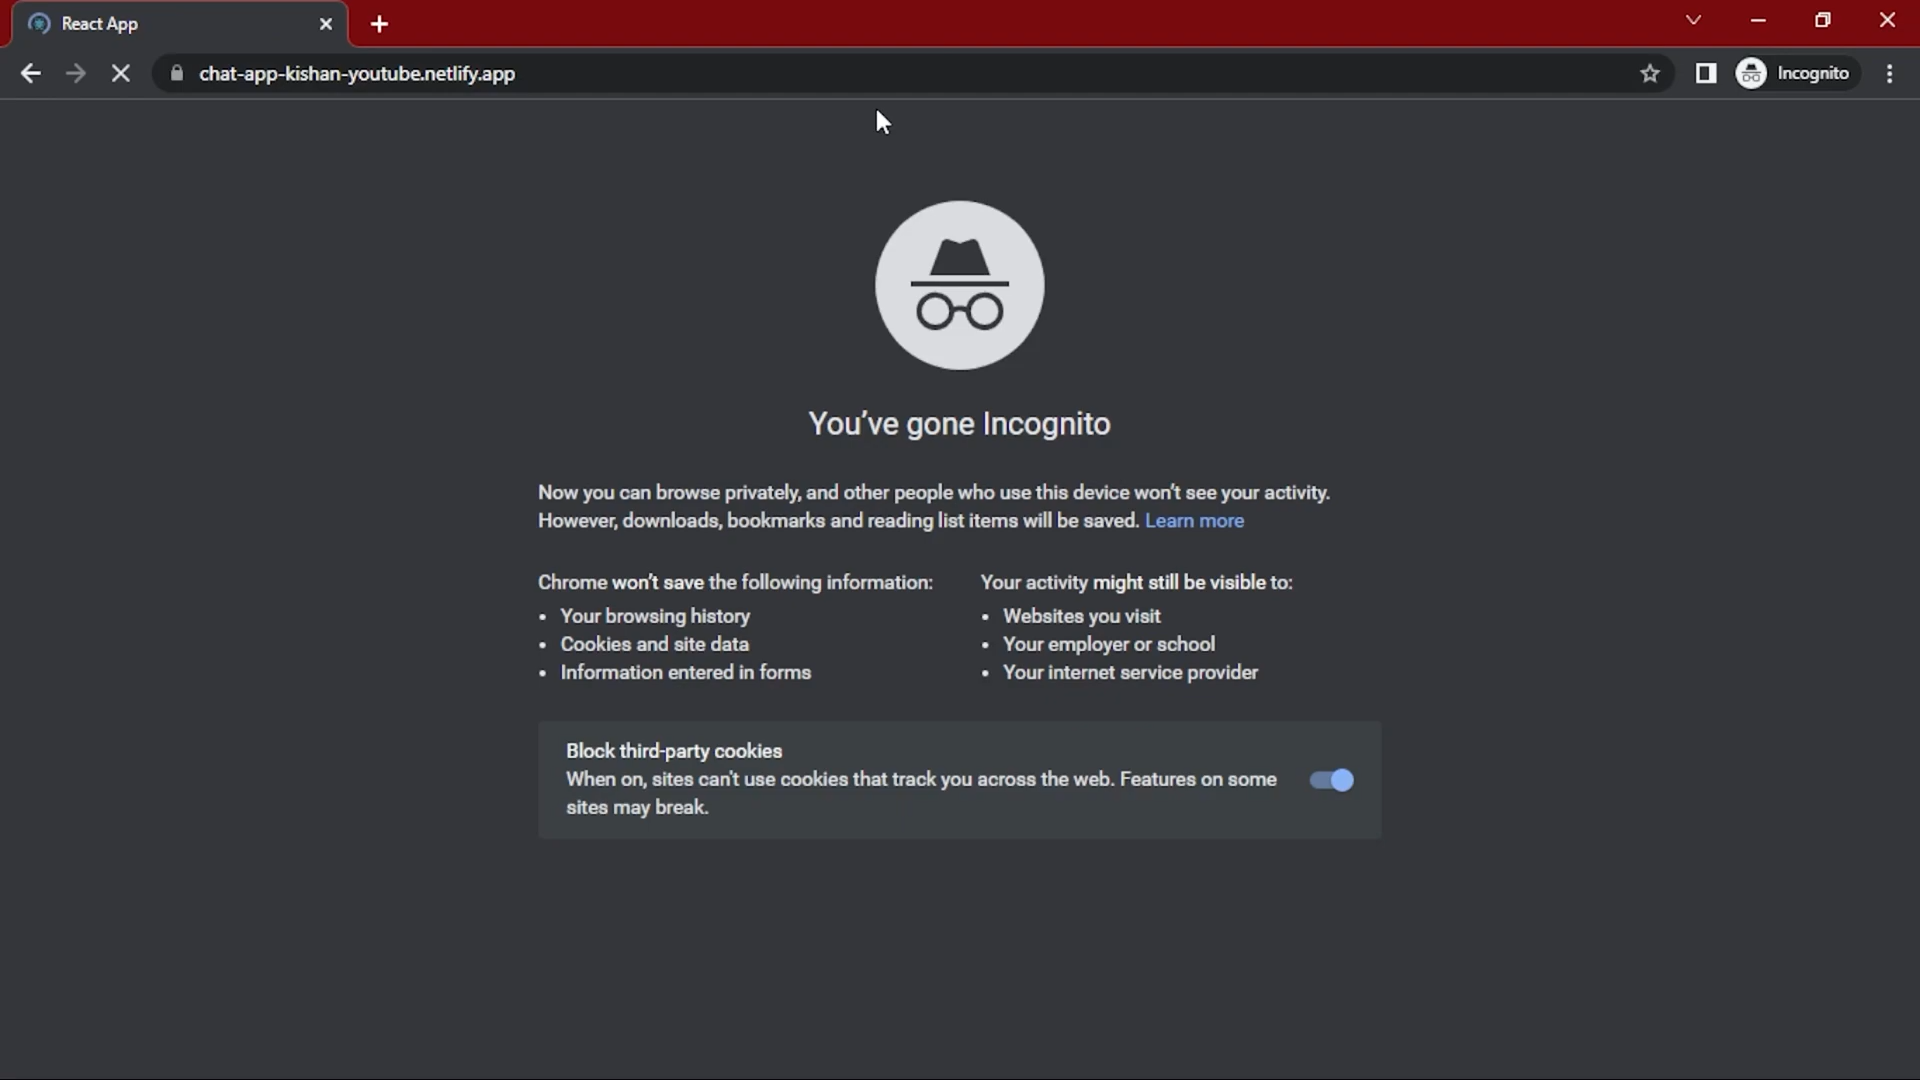 React App
chat-app-kishan-youtube.netlify.app
Incognito
You've gone Incognito
Now you can browse privately, and other people who use this device won't see your activity.
However, downloads, bookmarks and reading list items will be saved. Learn more
Chrome won't save the following information:
Your browsing history
Cookies and site data
Information entered in forms
Your activity might still be visible to:
Websites you visit
Your employer or school
Your internet service provider
Block third-party cookies
When on, sites can't use cookies that track you across the web. Features on some
sites may break.